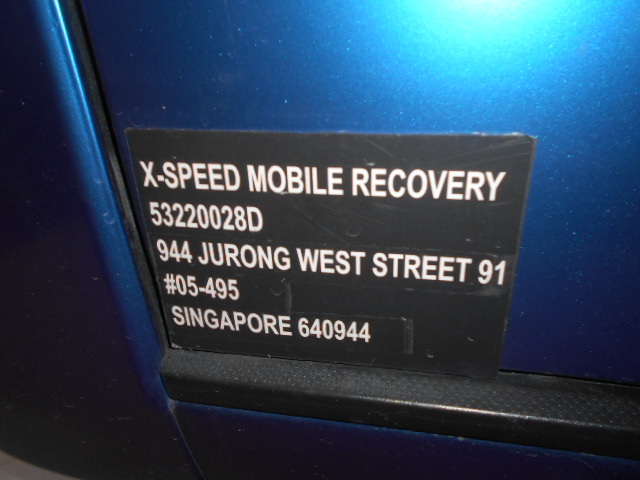 X-SPEED MOBILE RECOVERY
53220028D
944 JURONG WEST STREET 91
#05-495
SINGAPORE 640944